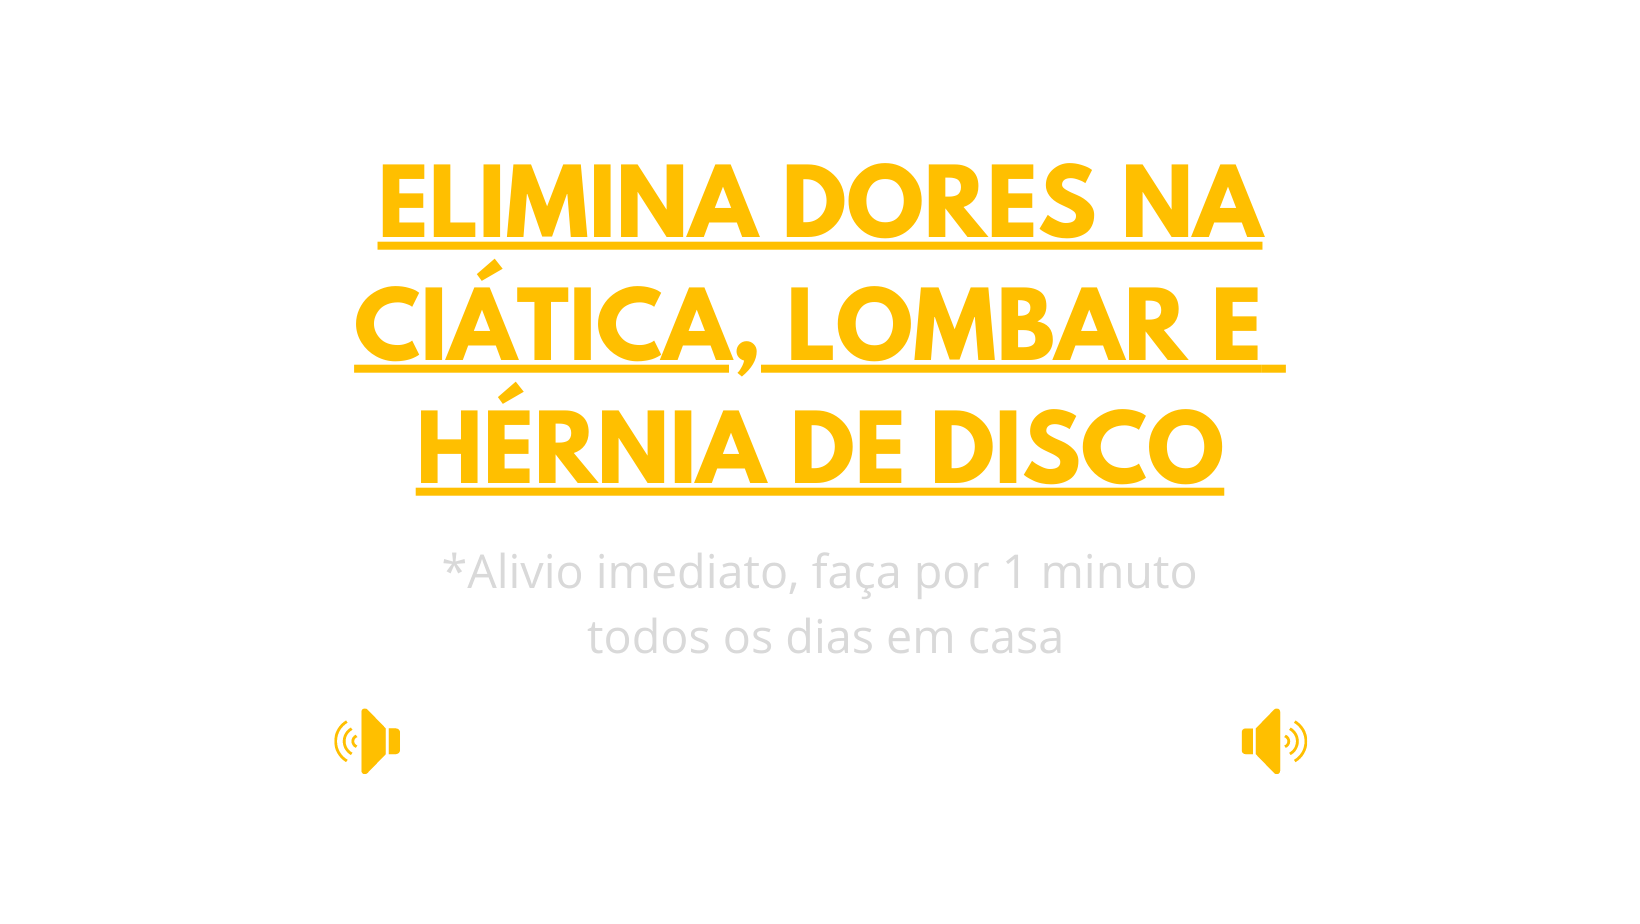 ELIMINA DORES NA
CIÁTICA, LOMBAR E
HÉRNIA DE DISCO
*Alivio imediato, faça por 1 minuto
todos os dias em casa